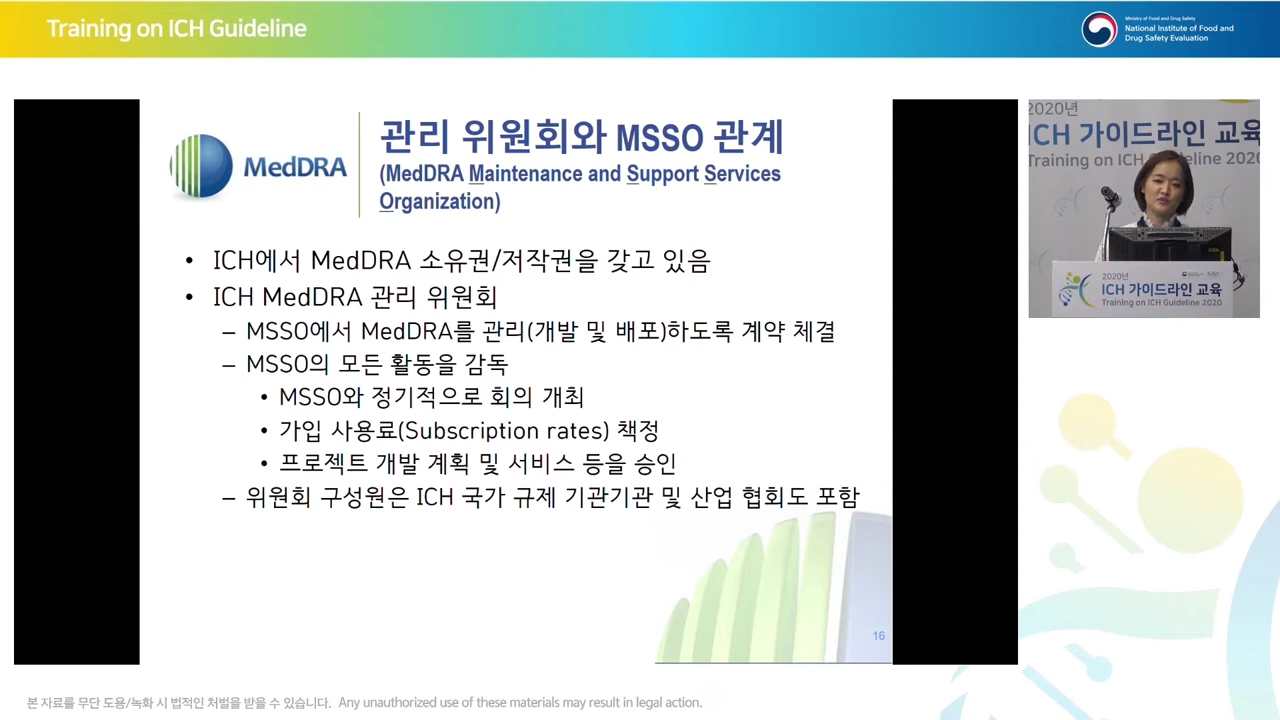 Training on ICH Guideline
Ministry of Food and Drug Safety
National Institute of Food and
Drug Safety Evaluation
MedDRA
관리 위원회와 MSSO 관계
(MedDRA Maintenance and Support Services
Organization)
• ICH에서 MedDRA 소유권/저작권을 갖고 있음
• ICH MedDRA 관리 위원회
– MSSO에서 MedDRA를 관리(개발 및 배포)하도록 계약 체결
– MSSO의 모든 활동을 감독
• MSSO와 정기적으로 회의 개최
• 가입 사용료(Subscription rates) 책정
• 프로젝트 개발 계획 및 서비스 등을 승인
– 위원회 구성원은 ICH 국가 규제 기관기관 및 산업 협회도 포함
16
2020년
ICH 가이드라인 교육
Training on ICH Guideline 2020
2020년
ICH 가이드라인 교육
Training on ICH Guideline 2020
본 자료를 무단 도용/녹화 시 법적인 처벌을 받을 수 있습니다. Any unauthorized use of these materials may result in legal action.